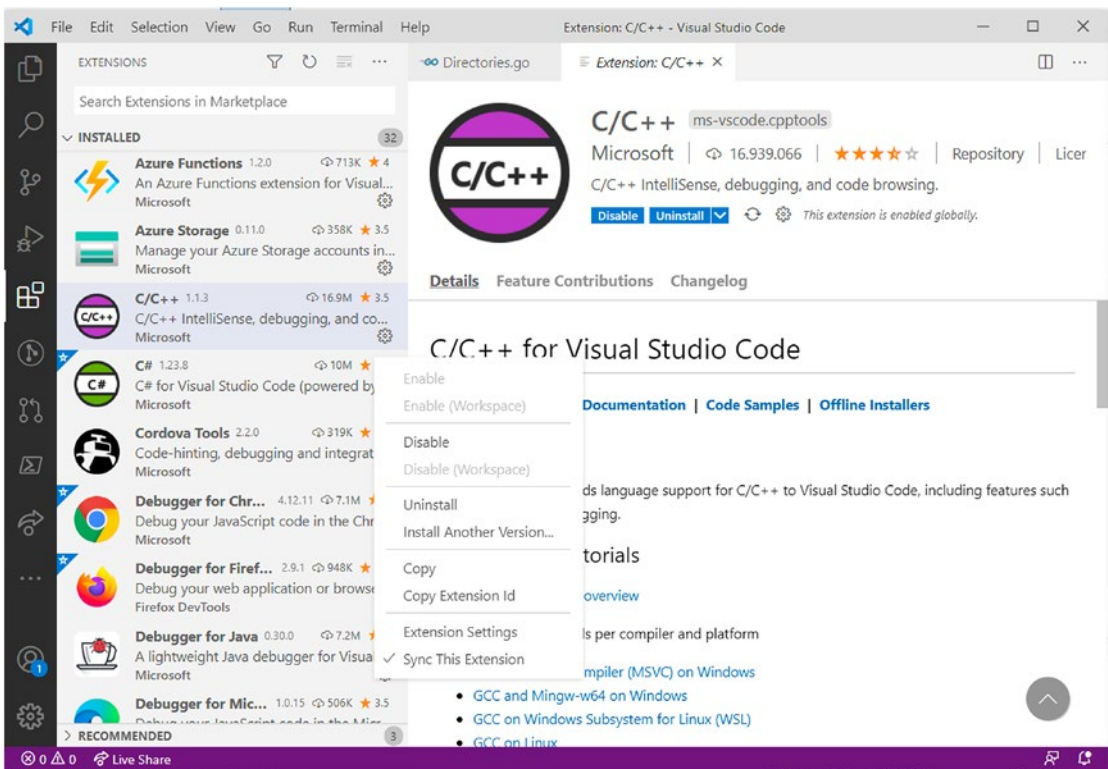 File Edit Selection View Go Run Terminal Help
Extension: C/C++ - Visual Studio Code
EXTENSIONS
Search Extensions in Marketplace
INSTALLED 32
Azure Functions 1.2.0 713K 4
An Azure Functions extension for Visual...
Microsoft
Azure Storage 0.11.0 358K 3.5
Manage your Azure Storage accounts in...
Microsoft
C/C++ 1.1.3 16.9M 3.5
C/C++
C/C++ IntelliSense, debugging, and co...
Microsoft
C# 1.23.8 10M
C#
C# for Visual Studio Code (powered by
Microsoft
Cordova Tools 2.2.0 319K
Code-hinting, debugging and integrat
Microsoft
Debugger for Chr... 4.12.11 7.1M
Debug your JavaScript code in the Chr
Microsoft
Debugger for Firef... 2.9.1 948K
Debug your web application or browse
Firefox DevTools
Debugger for Java 0.30.0 7.2M
A lightweight Java debugger for Visua
Microsoft
Debugger for Mic... 1.0.15 506K 3.5
Debug your JavaScript code in the Micr
RECOMMENDED 3
Enable
Enable (Workspace)
Disable
Disable (Workspace)
Uninstall
Install Another Version...
Copy
Copy Extension Id
Extension Settings
Sync This Extension
Directories.go
Extension: C/C++
C/C++
C/C++ ms-vscode.cpptools
Microsoft | 16.939.066 | | Repository | Licer
C/C++ IntelliSense, debugging, and code browsing.
Disable Uninstall This extension is enabled globally.
Details Feature Contributions Changelog
C/C++ for Visual Studio Code
Documentation | Code Samples | Offline Installers
ds language support for C/C++ to Visual Studio Code, including features such
gging.
torials
overview
ls per compiler and platform
mpiler (MSVC) on Windows
GCC and Mingw-w64 on Windows
GCC on Windows Subsystem for Linux (WSL)
GCC on Linux
1
0 0 Live Share